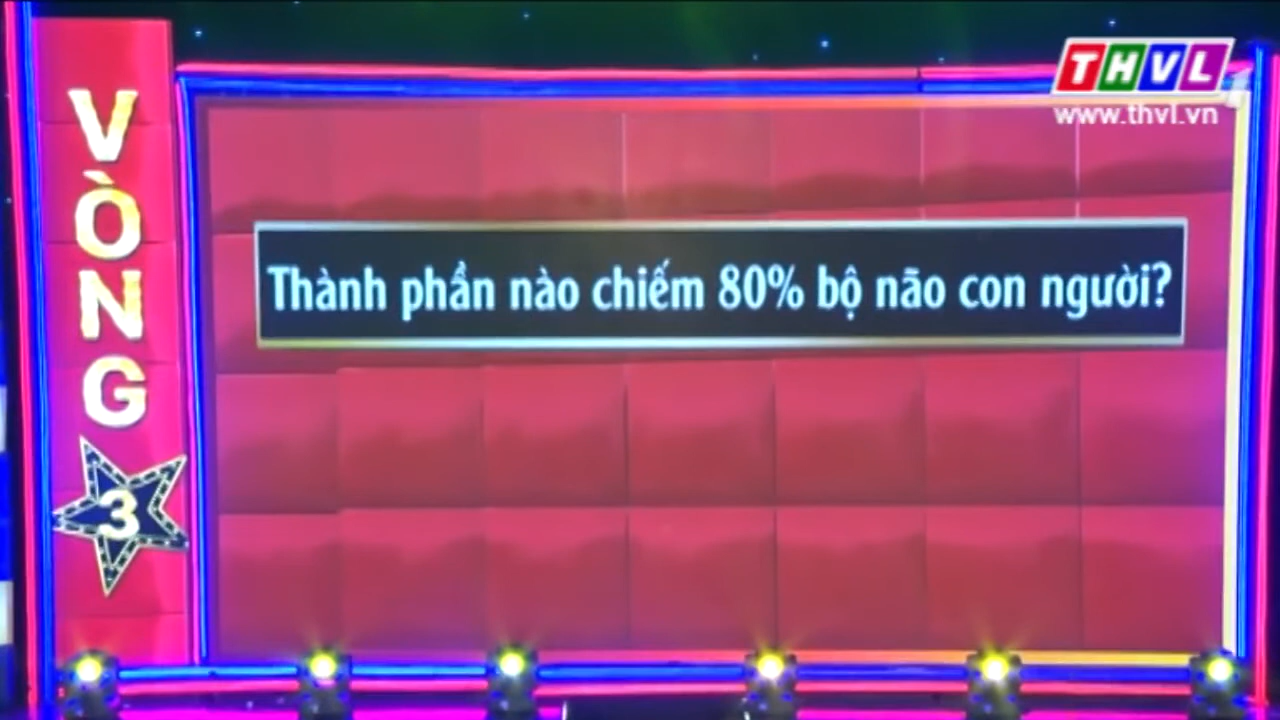 THVL
www.thvl.vn
VÒNG
3
Thành phần nào chiếm 80% bộ não con người?